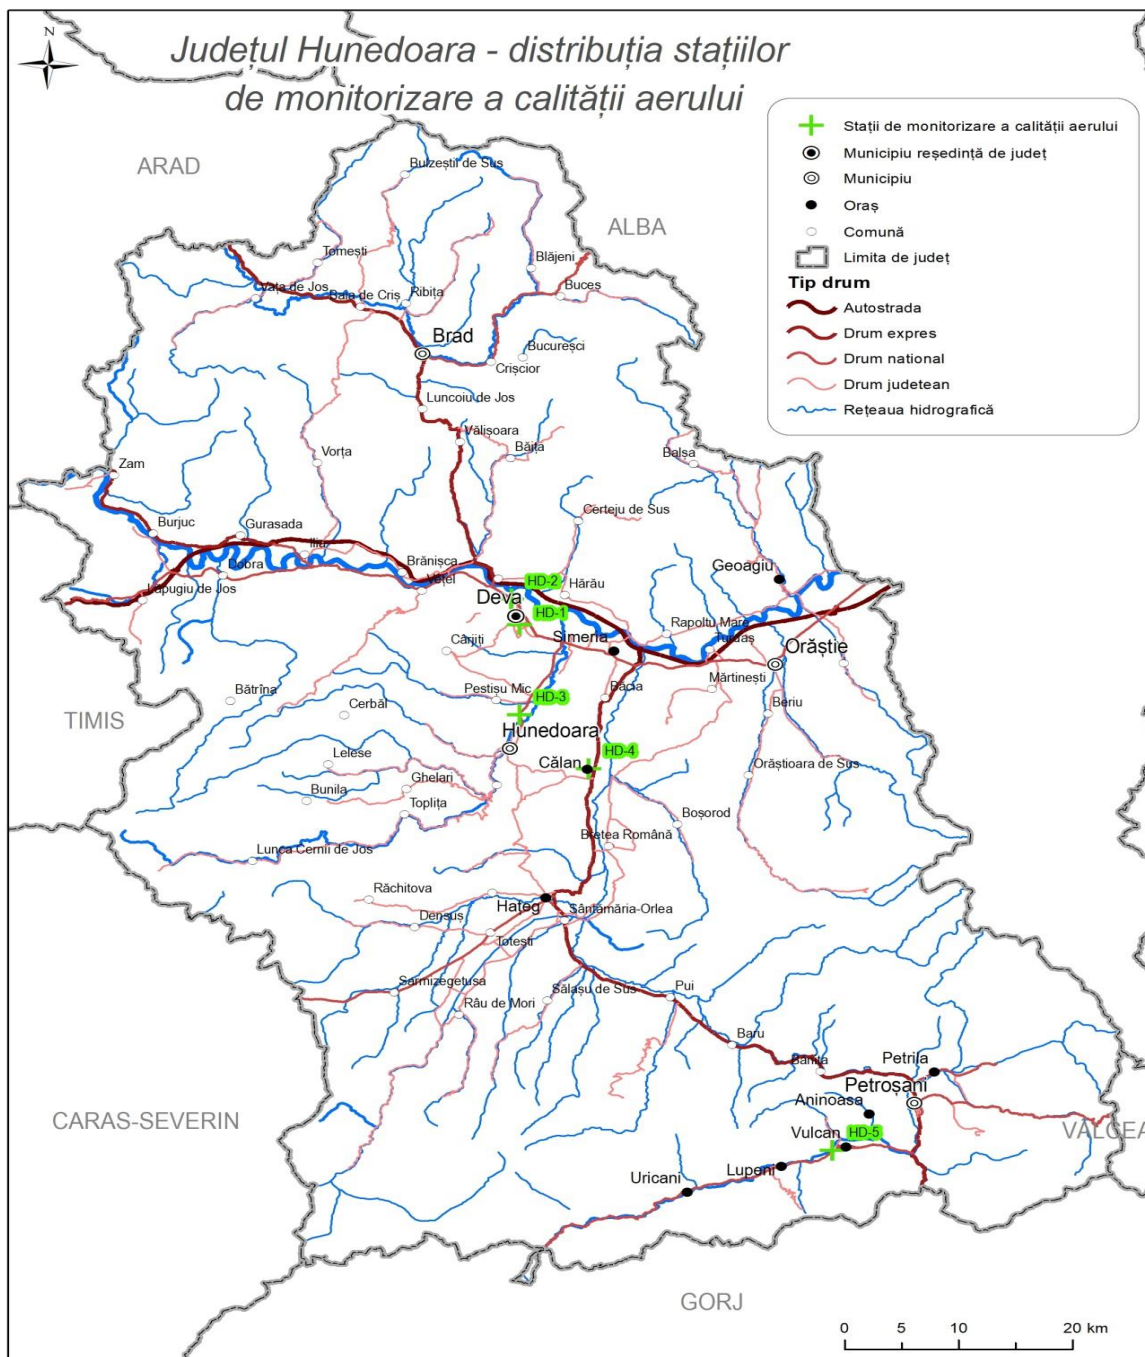 N
Județul Hunedoara - distribuția stațiilor
de monitorizare a calității aerului
Stații de monitorizare a calității aerului
Municipiu reședință de județ
Municipiu
Oraș
Comună
Limita de județ
Tip drum
Autostrada
Drum expres
Drum national
Drum judetean
Rețeaua hidrografică
ARAD
ALBA
Bulzeștii de Sus
Tomești
Blăjeni
Vața de Jos
Baia de Criș
Ribița
Buceș
Brad
Bucureșci
Crișcior
Luncoiu de Jos
Vălișoara
Vorța
Băița
Balșa
Zam
Certeju de Sus
Burjuc
Gurasada
Ilia
Dobra
Brănișca
Vețel
HD-2
Hărău
Geoagiu
Lăpugiu de Jos
Deva
HD-1
Cârjiti
Simeria
Rapoltu Mare
Turdaș
Orăștie
Bătrîna
Pestișu Mic
HD-3
Băcia
Mărtinești
TIMIS
Cerbăl
Beriu
Hunedoara
HD-4
Lelese
Călan
Orăștioara de Sus
Ghelari
Bunila
Toplița
Boșorod
Bretea Română
Lunca Cernii de Jos
Răchitova
Hateg
Densuș
Sântămăria-Orlea
Totești
Sarmizegetusa
Râu de Mori
Sălașu de Sus
Pui
Baru
Bănița
Petrila
Petroșani
CARAS-SEVERIN
Aninoasa
VÂLCEA
Vulcan
HD-5
Lupeni
Uricani
GORJ
0 5 10 20 km